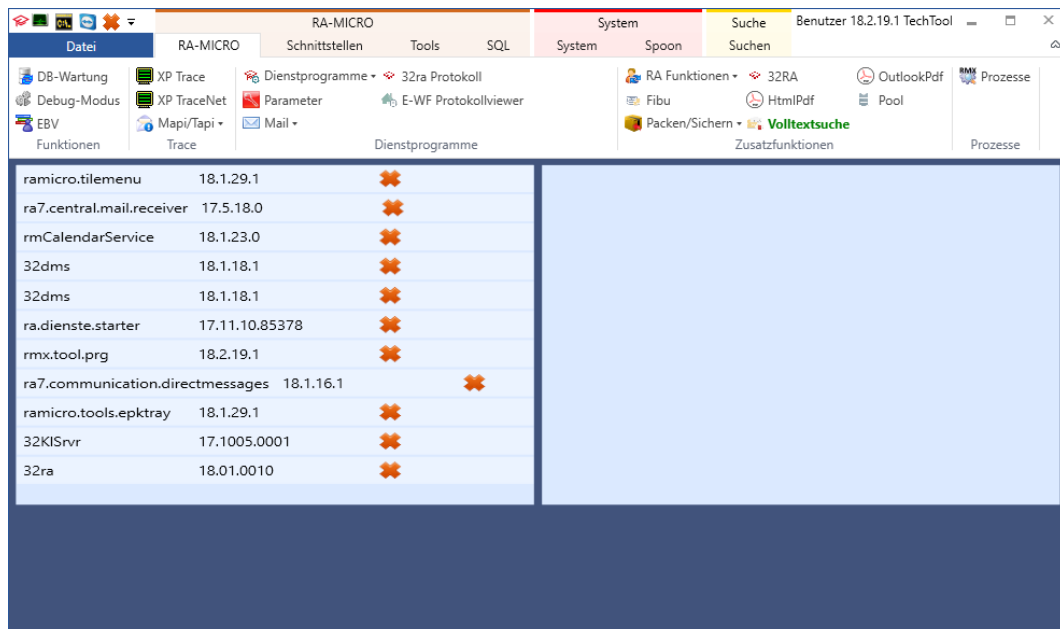 RA-MICRO System Suche Benutzer 18.2.19.1 TechTool
Datei RA-MICRO Schnittstellen Tools SQL System Spoon Suchen
DB-Wartung XP Trace Dienstprogramme 32ra Protokoll RA Funktionen 32RA OutlookPdf Prozesse
Debug-Modus XP TraceNet Parameter E-WF Protokollviewer Fibu HtmlPdf Pool
EBV Mapi/Tapi Mail Packen/Sichern Volltextsuche
Funktionen Trace Dienstprogramme Zusatzfunktionen Prozesse
ramicro.tilemenu 18.1.29.1
ra7.central.mail.receiver 17.5.18.0
rmCalendarService 18.1.23.0
32dms 18.1.18.1
32dms 18.1.18.1
ra.dienste.starter 17.11.10.85378
rmx.tool.prg 18.2.19.1
ra7.communication.directmessages 18.1.16.1
ramicro.tools.epktray 18.1.29.1
32KISrvr 17.1005.0001
32ra 18.01.0010